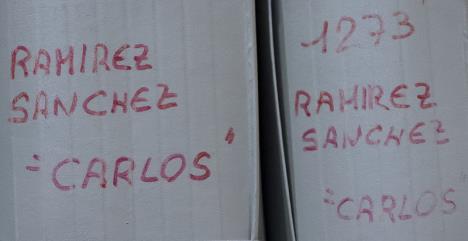 RAMIREZ
SANCHEZ
"CARLOS"
1273
RAMIREZ
SANCHEZ
"CARLOS